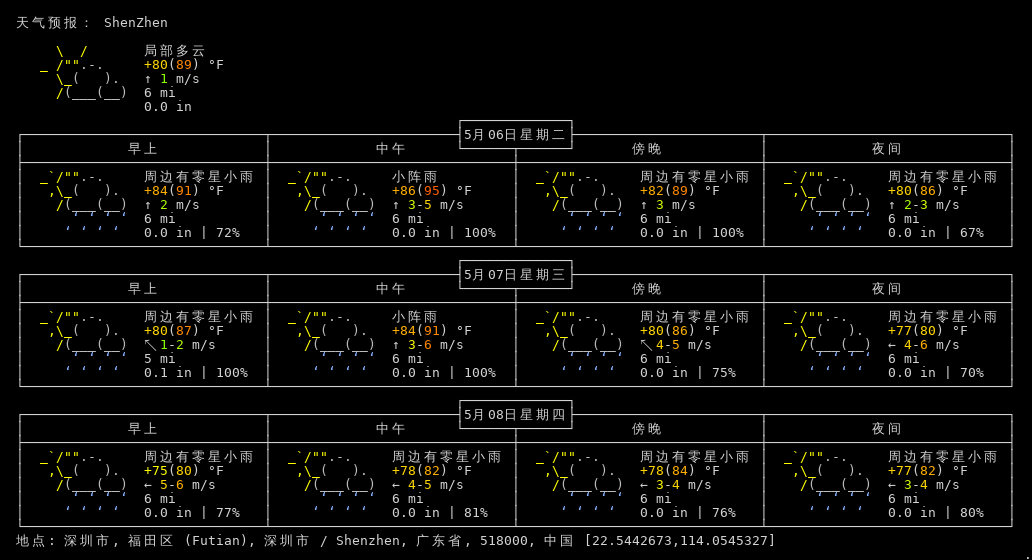 天气预报： ShenZhen
局部多云
+80(89) °F
↑ 1 m/s
6 mi
0.0 in
5月06日星期二
早上 中午 傍晚 夜间
周边有零星小雨 小阵雨 周边有零星小雨 周边有零星小雨
+84(91) °F +86(95) °F +82(89) °F +80(86) °F
↑ 2 m/s ↑ 3-5 m/s ↑ 3 m/s ↑ 2-3 m/s
6 mi 6 mi 6 mi 6 mi
0.0 in | 72% 0.0 in | 100% 0.0 in | 100% 0.0 in | 67%
5月07日星期三
早上 中午 傍晚 夜间
周边有零星小雨 小阵雨 周边有零星小雨 周边有零星小雨
+80(87) °F +84(91) °F +80(86) °F +77(80) °F
↖ 1-2 m/s ↑ 3-6 m/s ↖ 4-5 m/s ← 4-6 m/s
5 mi 6 mi 6 mi 6 mi
0.1 in | 100% 0.0 in | 100% 0.0 in | 75% 0.0 in | 70%
5月08日星期四
早上 中午 傍晚 夜间
周边有零星小雨 周边有零星小雨 周边有零星小雨 周边有零星小雨
+75(80) °F +78(82) °F +78(84) °F +77(82) °F
← 5-6 m/s ← 4-5 m/s ← 3-4 m/s ← 3-4 m/s
6 mi 6 mi 6 mi 6 mi
0.0 in | 77% 0.0 in | 81% 0.0 in | 76% 0.0 in | 80%
地点: 深圳市, 福田区 (Futian), 深圳市 / Shenzhen, 广东省, 518000, 中国 [22.5442673,114.0545327]